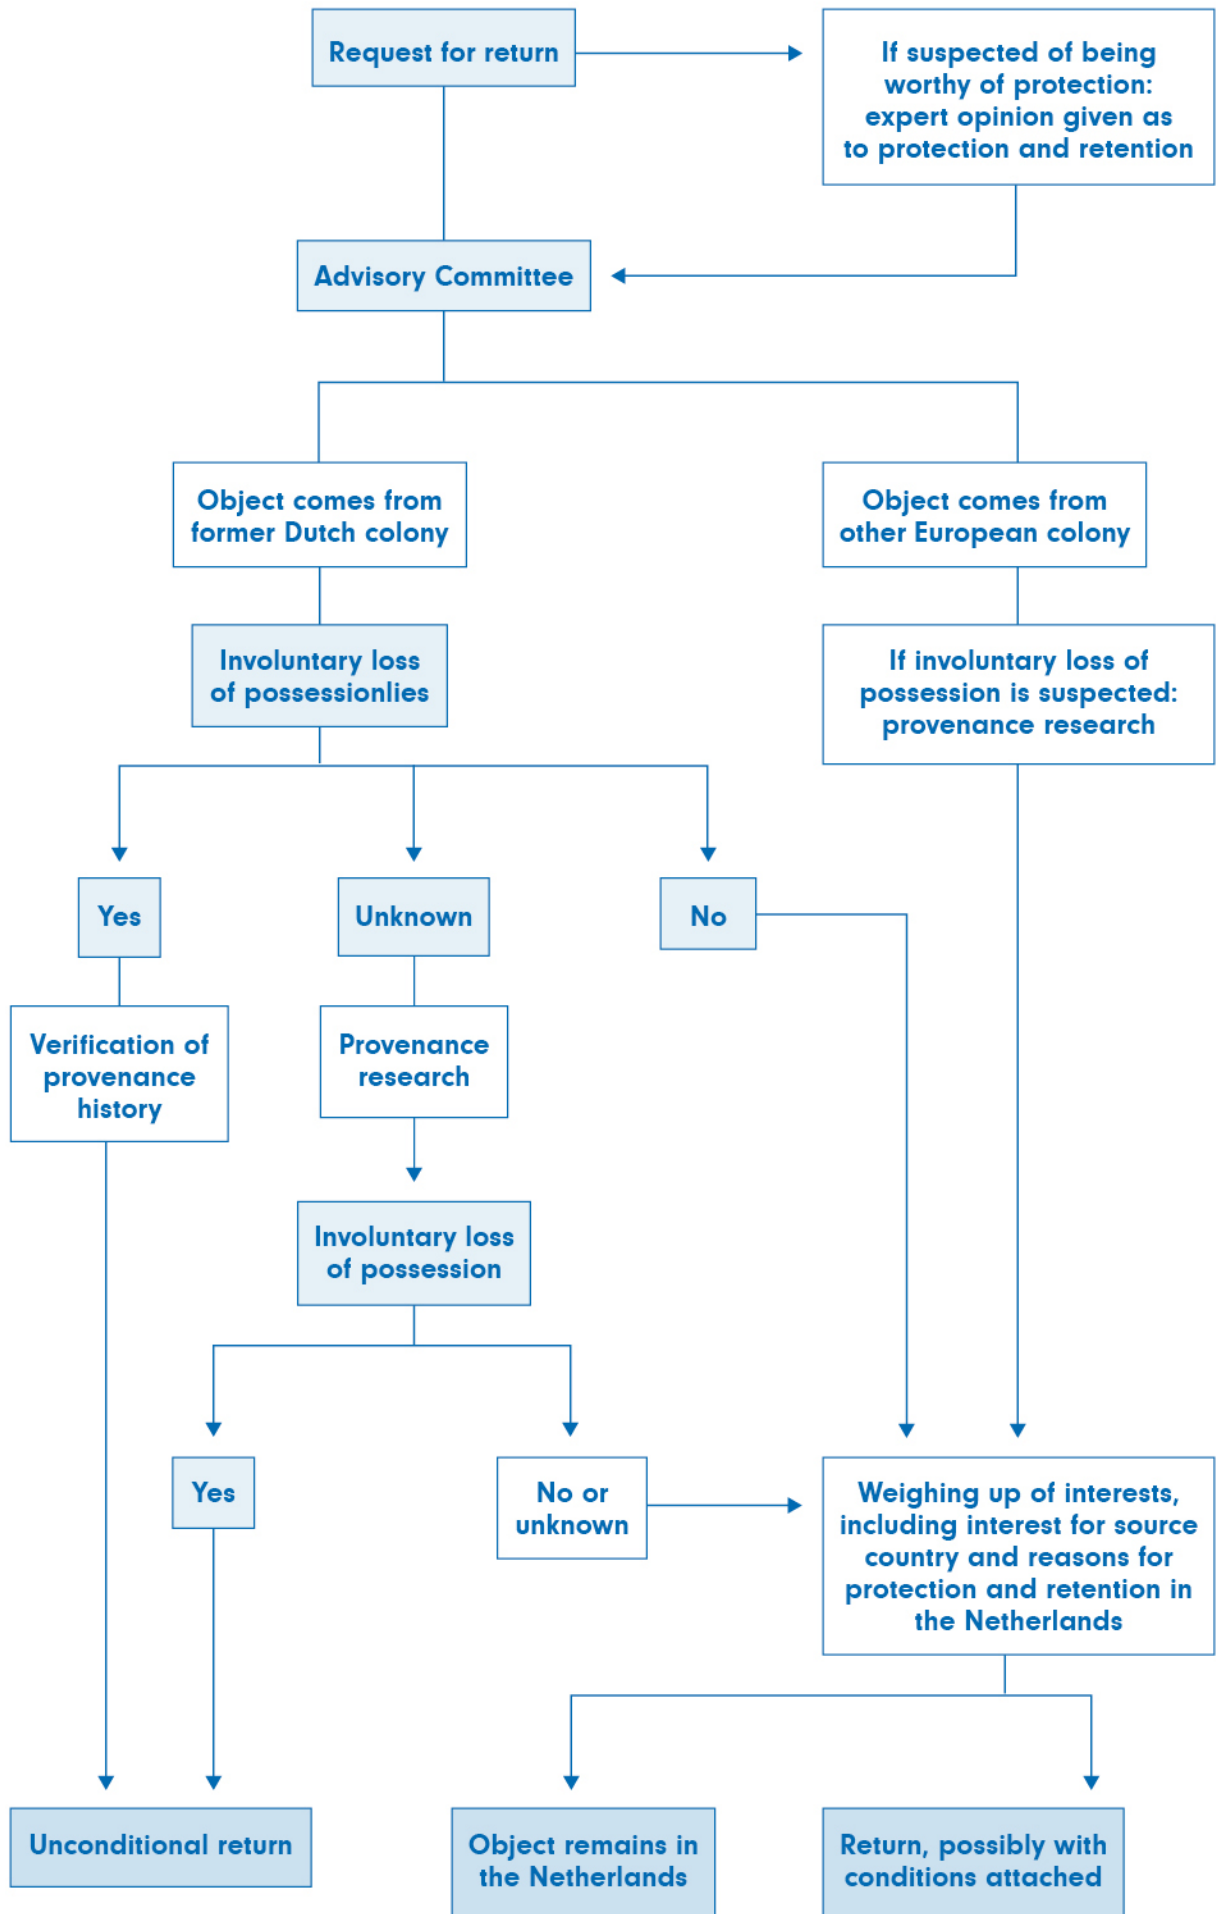 Request for return
If suspected of being
worthy of protection:
expert opinion given as
to protection and retention
Advisory Committee
Object comes from
former Dutch colony
Object comes from
other European colony
Involuntary loss
of possessionlies
If involuntary loss of
possession is suspected:
provenance research
Yes
Unknown
No
Verification of
provenance
history
Provenance
research
Involuntary loss
of possession
Yes
No or
unknown
Weighing up of interests,
including interest for source
country and reasons for
protection and retention in
the Netherlands
Unconditional return
Object remains in
the Netherlands
Return, possibly with
conditions attached